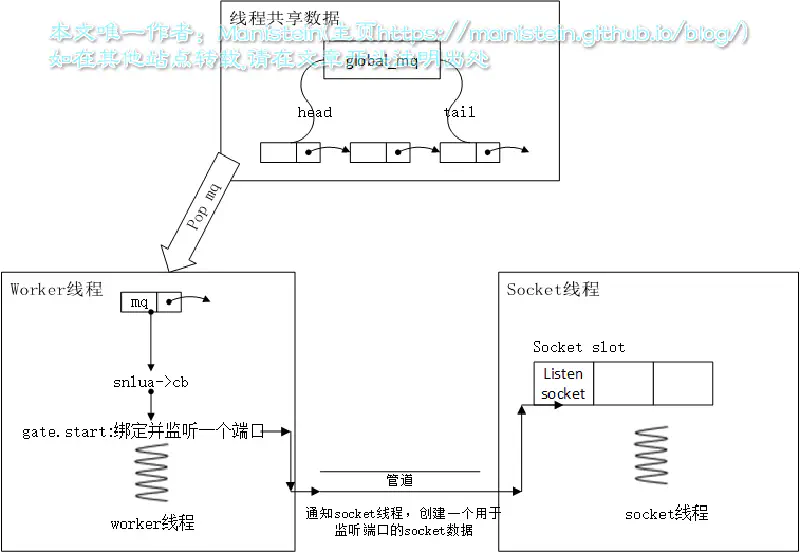 线程共享数据
本文唯一作者：Manistein(主页https://manistein.github.io/blog/)
如在其他站点转载,请在文章开头注明出处
global_mq
head
tail
Pop mq
Worker线程
mq
snlua->cb
gate.start:绑定并监听一个端口
worker线程
Socket线程
Socket slot
Listen
socket
socket线程
管道
通知socket线程，创建一个用于
监听端口的socket数据